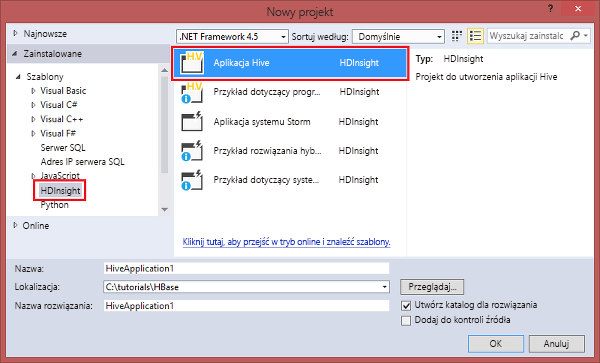 Nowy projekt
Najnowsze
.NET Framework 4.5
Sortuj według:
Domyślnie
Wyszukaj zainstalc
Zainstalowane
Szablony
Visual Basic
Visual C#
Visual C++
Visual F#
Serwer SQL
Adres IP serwera SQL
JavaScript
HDInsight
Python
Online
Aplikacja Hive HDInsight
Przykład dotyczący progr... HDInsight
Aplikacja systemu Storm HDInsight
Przykład rozwiązania hyb... HDInsight
Przykład dotyczący syste... HDInsight
Kliknij tutaj, aby przejść w tryb online i znaleźć szablony.
Typ: HDInsight
Projekt do utworzenia aplikacji Hive
Nazwa: HiveApplication1
Lokalizacja: C:\tutorials\HBase
Przeglądaj...
Nazwa rozwiązania: HiveApplication1
Utwórz katalog dla rozwiązania
Dodaj do kontroli źródła
OK
Anuluj